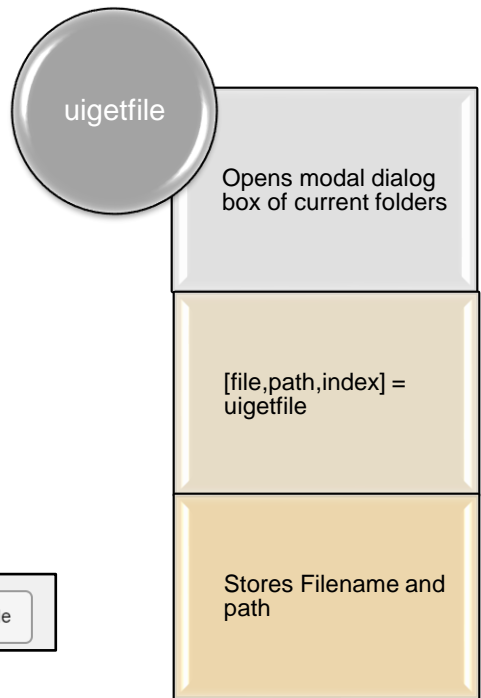 uigetfile
Opens modal dialog
box of current folders
[file,path,index] =
uigetfile
Stores Filename and
path